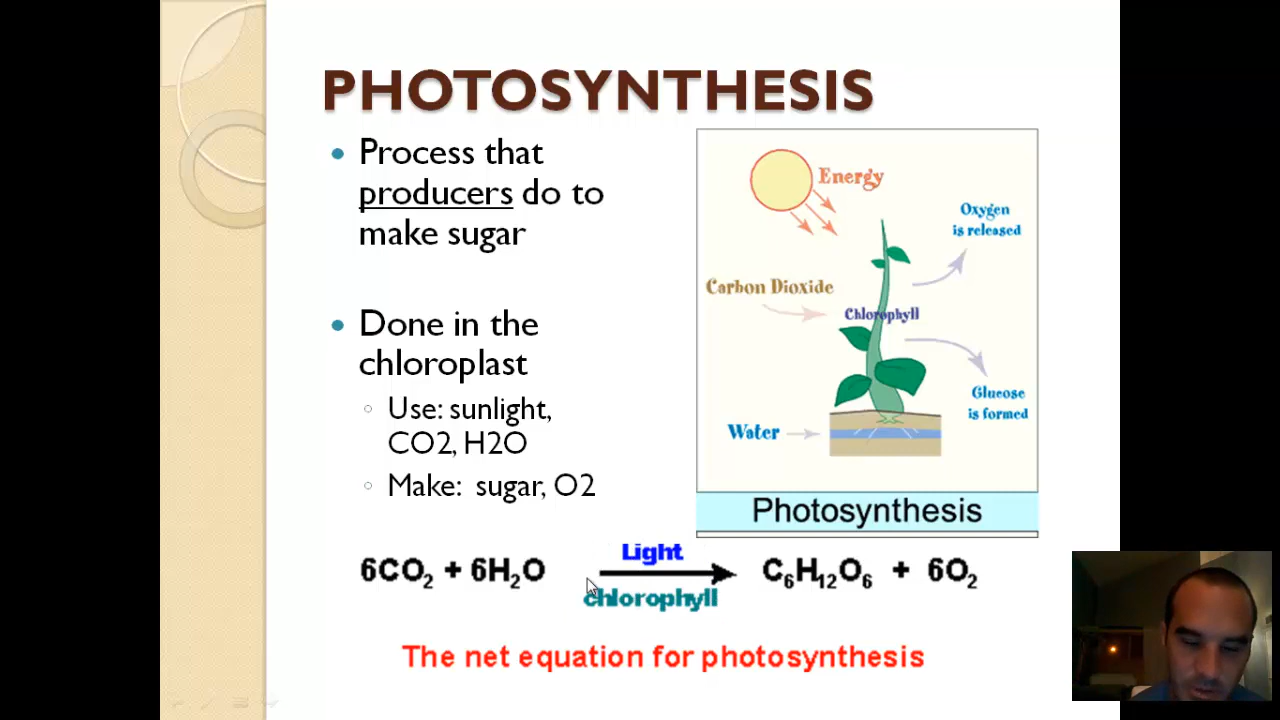 PHOTOSYNTHESIS
Process that
producers do to
make sugar
Done in the
chloroplast
Use: sunlight,
CO2, H2O
Make: sugar, O2
Energy
Oxygen
is released
Carbon Dioxide
Chlorophyll
Glucose
is formed
Water
Photosynthesis
6CO₂ + 6H₂O Light C₆H₁₂O₆ + 6O₂
chlorophyll
The net equation for photosynthesis